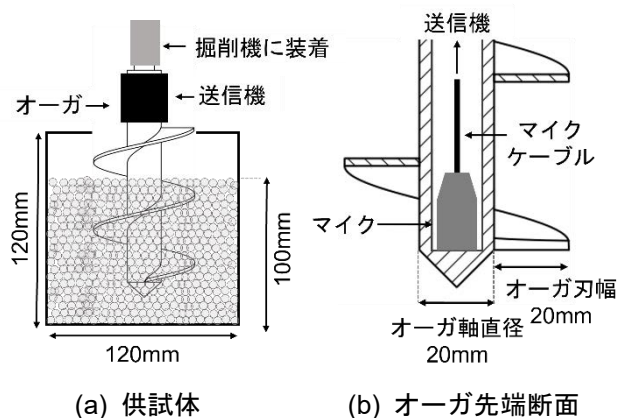 掘削機に装着
オーガ
送信機
120mm
100mm
120mm
(a) 供試体
送信機
マイク
ケーブル
マイク
オーガ刃幅
20mm
オーガ軸直径
20mm
(b) オーガ先端断面